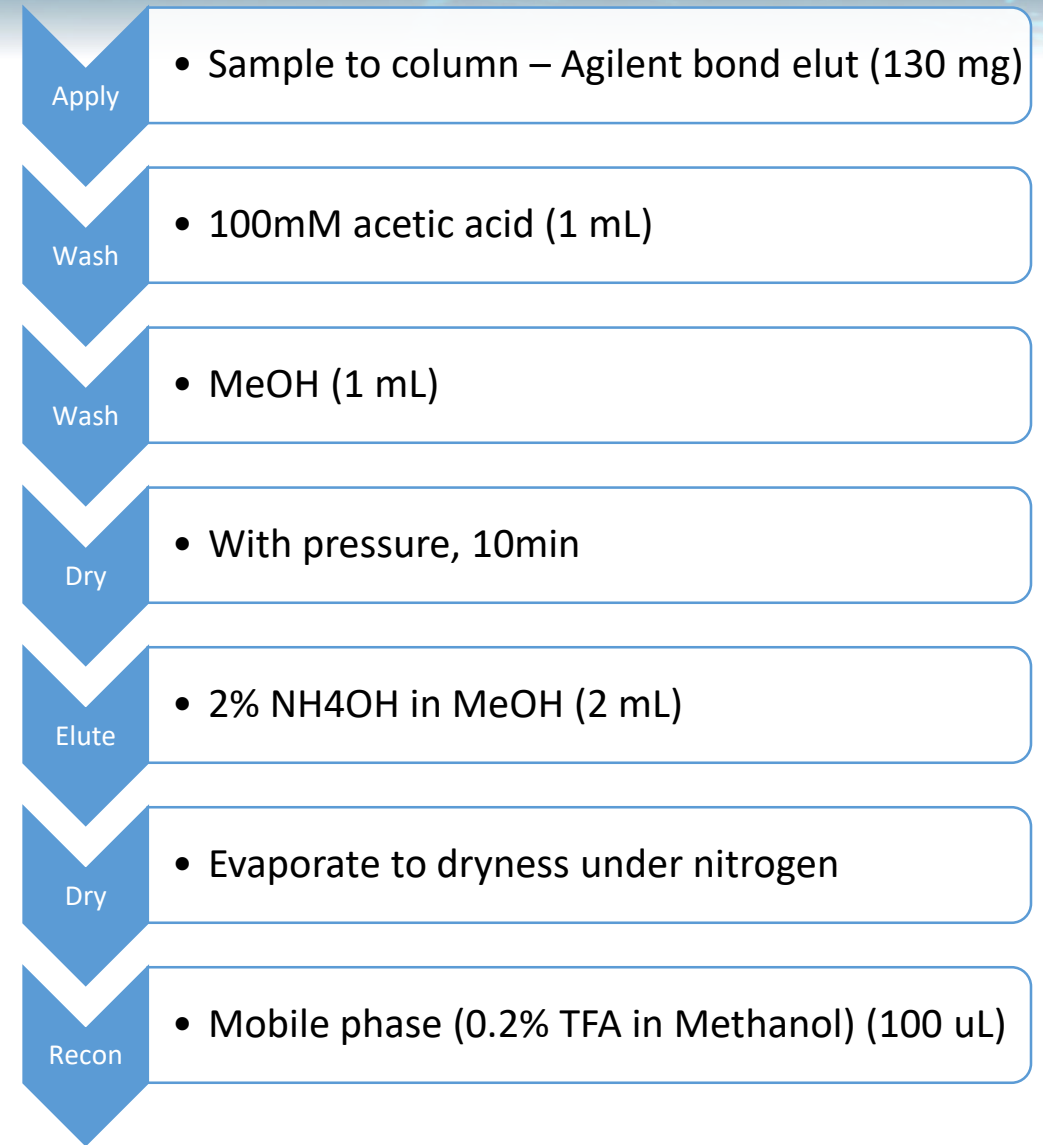 Apply
• Sample to column – Agilent bond elut (130 mg)
Wash
• 100mM acetic acid (1 mL)
Wash
• MeOH (1 mL)
Dry
• With pressure, 10min
Elute
• 2% NH4OH in MeOH (2 mL)
Dry
• Evaporate to dryness under nitrogen
Recon
• Mobile phase (0.2% TFA in Methanol) (100 uL)